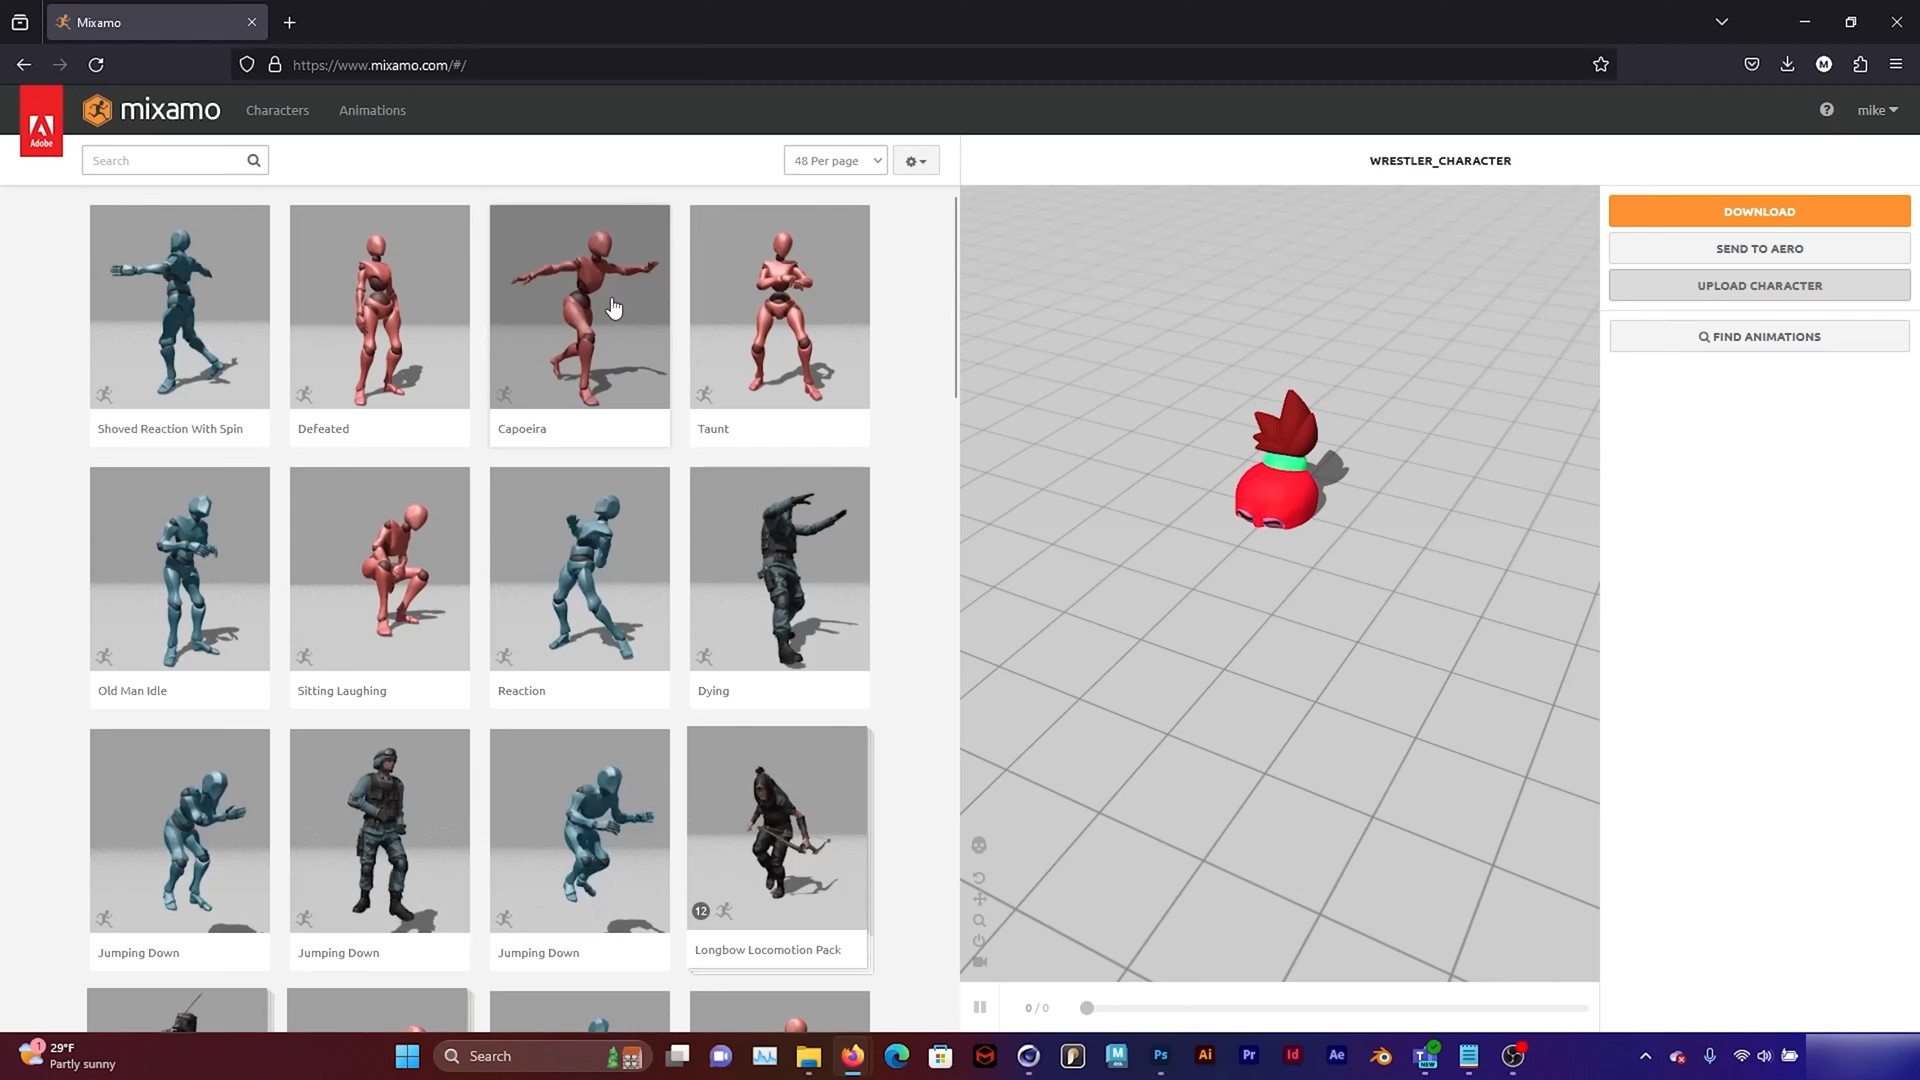 Mixamo
https://www.mixamo.com/#/
Adobe
mixamo
Characters
Animations
mike
Search
48 Per page
WRESTLER_CHARACTER
DOWNLOAD
SEND TO AERO
UPLOAD CHARACTER
FIND ANIMATIONS
Shoved Reaction With Spin
Defeated
Capoeira
Taunt
Old Man Idle
Sitting Laughing
Reaction
Dying
12
Jumping Down
Jumping Down
Jumping Down
Longbow Locomotion Pack
0 / 0
1
29°F
Partly sunny
Search
M
Ps
Ai
Pr
Id
Ae
NEW